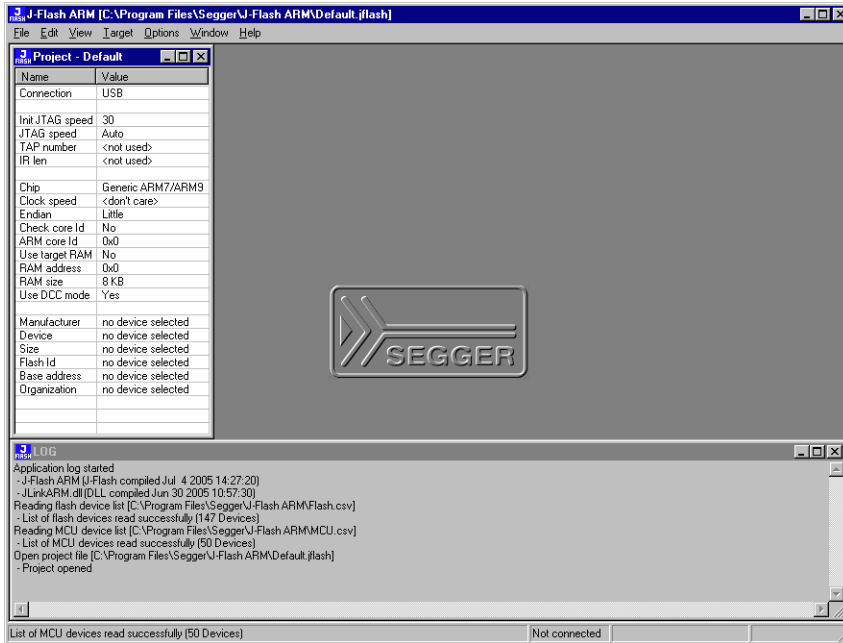 J-Flash ARM [C:\Program Files\Segger\J-Flash ARM\Default.jflash]
File Edit View Target Options Window Help
Project - Default
Name Value
Connection USB
Init JTAG speed 30
JTAG speed Auto
TAP number <not used>
IR len <not used>
Chip Generic ARM7/ARM9
Clock speed <don't care>
Endian Little
Check core Id No
ARM core Id 0x0
Use target RAM No
RAM address 0x0
RAM size 8 KB
Use DCC mode Yes
Manufacturer no device selected
Device no device selected
Size no device selected
Flash Id no device selected
Base address no device selected
Organization no device selected
SEGGER
LOG
Application log started
- J-Flash ARM (J-Flash compiled Jul 4 2005 14:27:20)
- JLinkARM.dll (DLL compiled Jun 30 2005 10:57:30)
Reading flash device list [C:\Program Files\Segger\J-Flash ARM\Flash.csv]
- List of flash devices read successfully (147 Devices)
Reading MCU device list [C:\Program Files\Segger\J-Flash ARM\MCU.csv]
- List of MCU devices read successfully (50 Devices)
Open project file [C:\Program Files\Segger\J-Flash ARM\Default.jflash]
- Project opened
List of MCU devices read successfully (50 Devices) Not connected